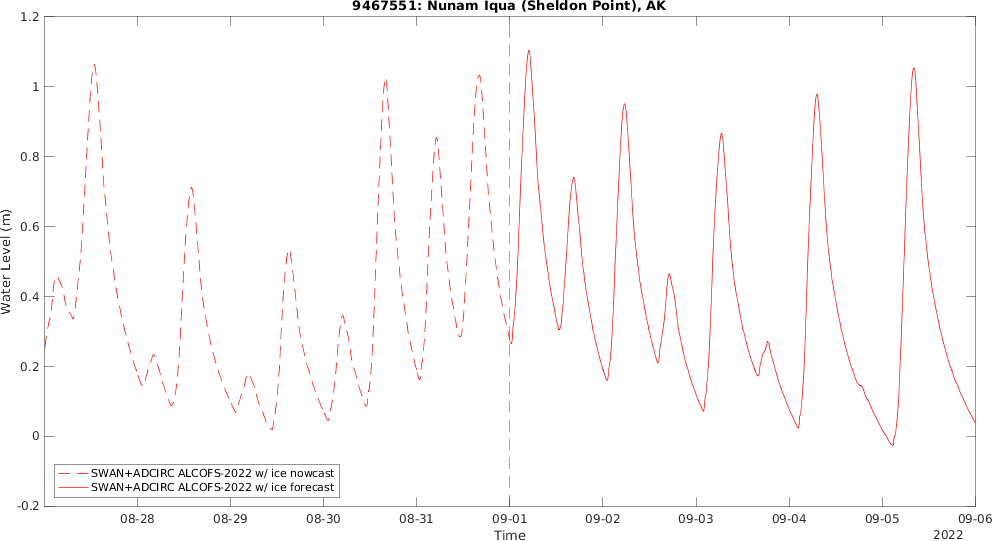 9467551: Nunam Iqua (Sheldon Point), AK
1.2
1
0.8
0.6
0.4
0.2
0
-0.2
Water Level (m)
SWAN+ADCIRC ALCOFS-2022 w/ ice nowcast
SWAN+ADCIRC ALCOFS-2022 w/ ice forecast
08-28 08-29 08-30 08-31 09-01 09-02 09-03 09-04 09-05 09-06
Time
2022